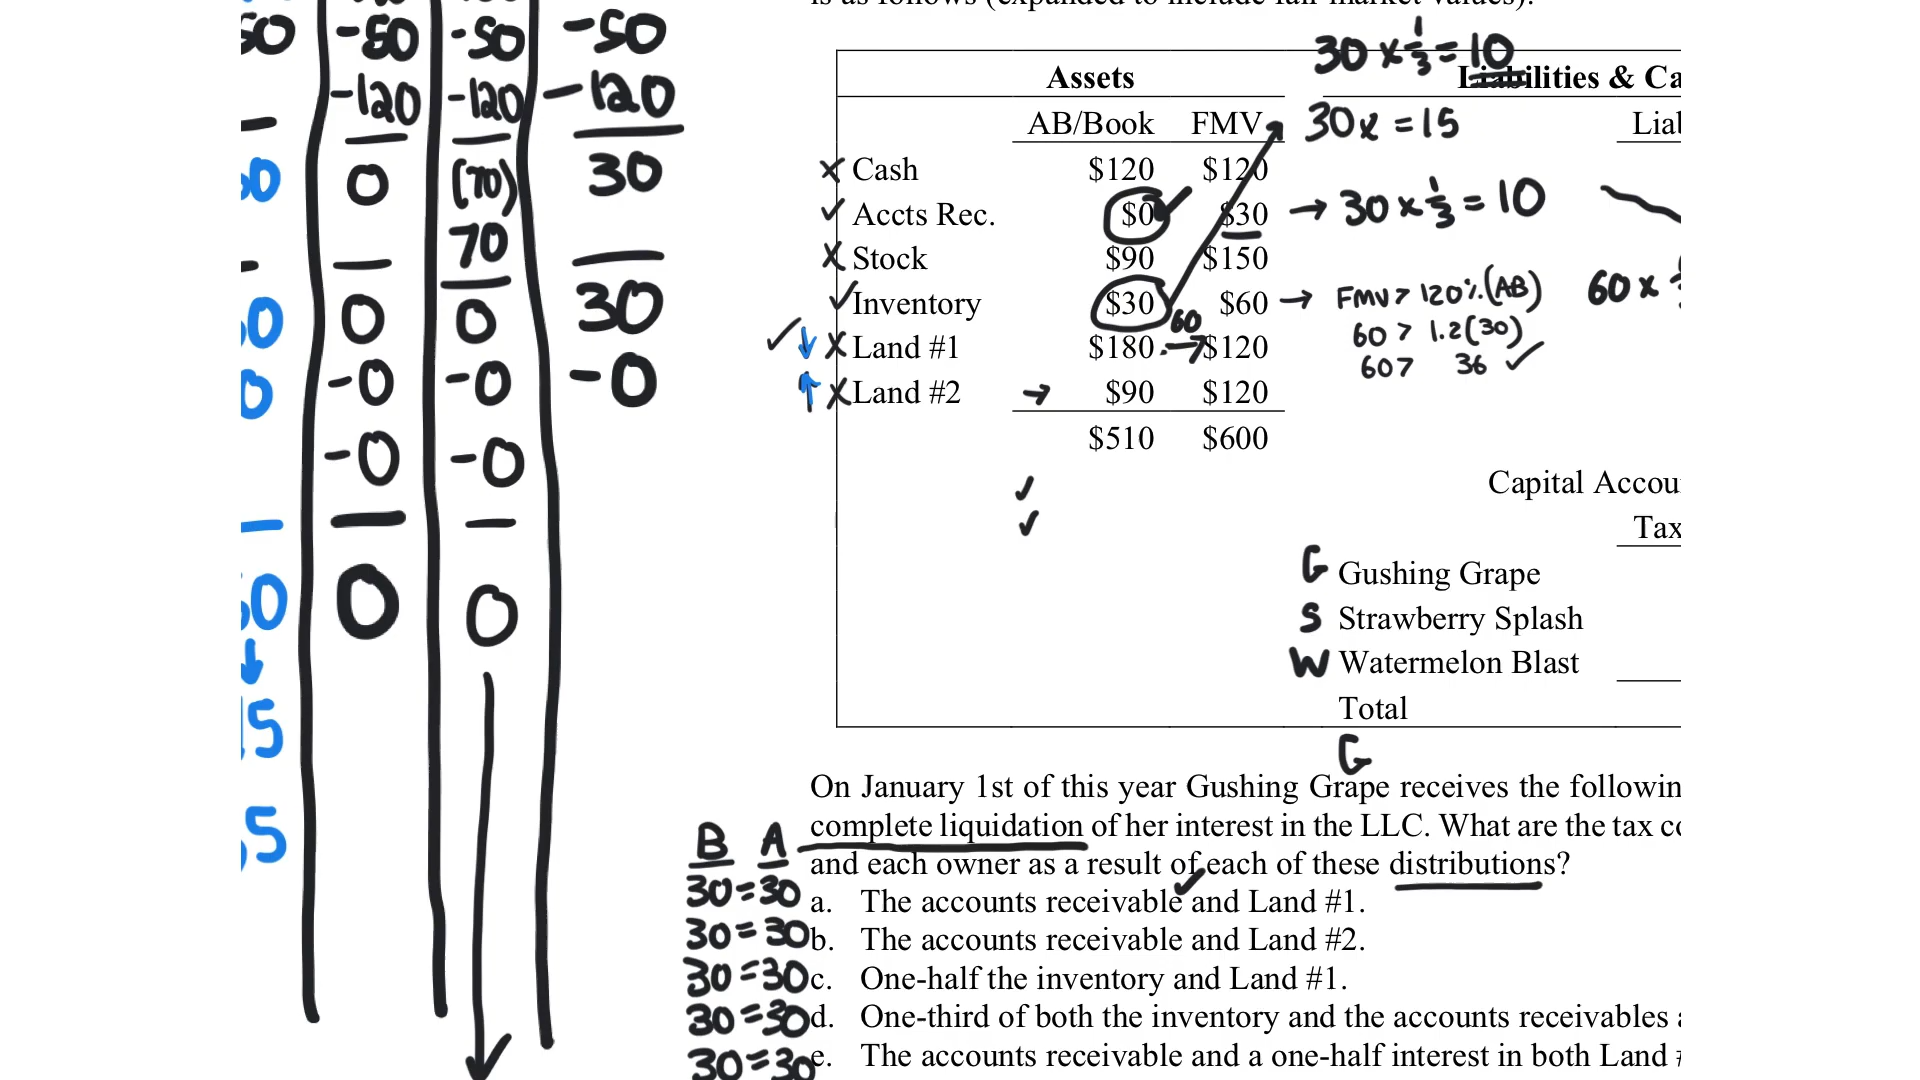 -50 -50 -50
-120 -120 -120
0 (70) 30
70
0 0 30
-0 -0 -0
-0 -0
0 0
30 x 1/3 = 10
Assets Liabilities & Ca
AB/Book FMV 30x = 15
Cash $120 $120
Accts Rec. $0 $30 → 30 x 1/3 = 10
Stock $90 $150
Inventory $30 $60 → FMV > 120% (AB) 60 x
60 60 > 1.2(30)
Land #1 $180 → $120 60 > 36 ✓
Land #2 → $90 $120
$510 $600
Capital Accou
Tax
G Gushing Grape
S Strawberry Splash
W Watermelon Blast
Total
G
On January 1st of this year Gushing Grape receives the followin
B A complete liquidation of her interest in the LLC. What are the tax
and each owner as a result of each of these distributions?
30 = 30 a. The accounts receivable and Land #1.
30 = 30 b. The accounts receivable and Land #2.
30 = 30 c. One-half the inventory and Land #1.
30 = 30 d. One-third of both the inventory and the accounts receivables
30 = 30 e. The accounts receivable and a one-half interest in both Land